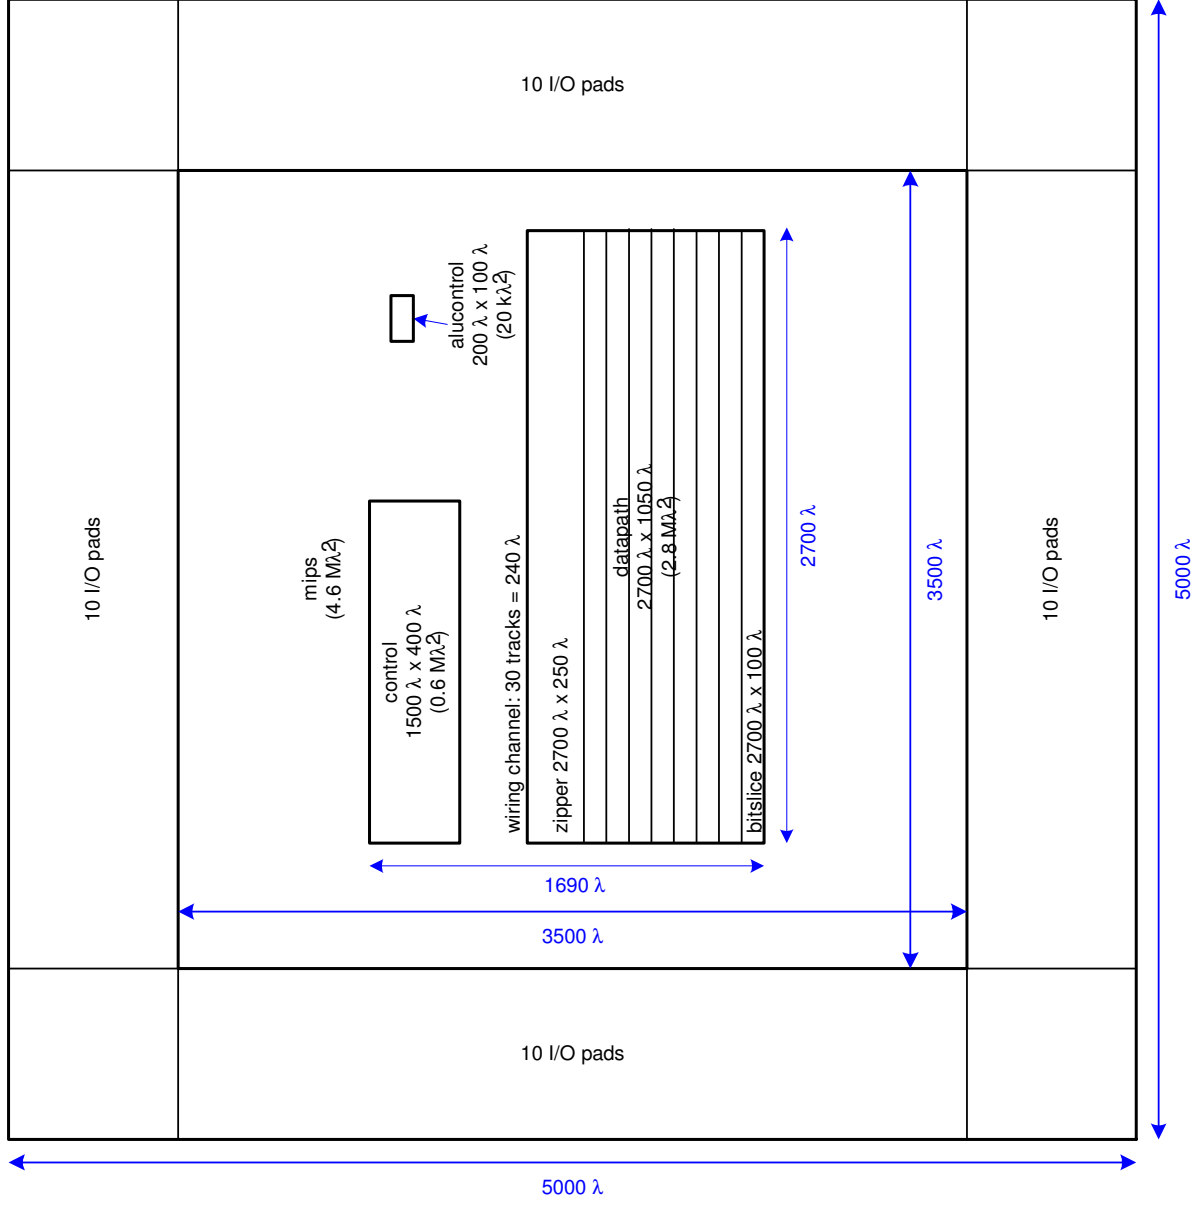 10 I/O pads
10 I/O pads
mips
(4.6 Mλ2)
control
1500 λ x 400 λ
(0.6 Mλ2)
alucontrol
200 λ x 100 λ
(20 kλ2)
wiring channel: 30 tracks = 240 λ
zipper 2700 λ x 250 λ
datapath
2700 λ x 1050 λ
(2.8 Mλ2)
bitslice 2700 λ x 100 λ
2700 λ
3500 λ
10 I/O pads
5000 λ
1690 λ
3500 λ
10 I/O pads
5000 λ